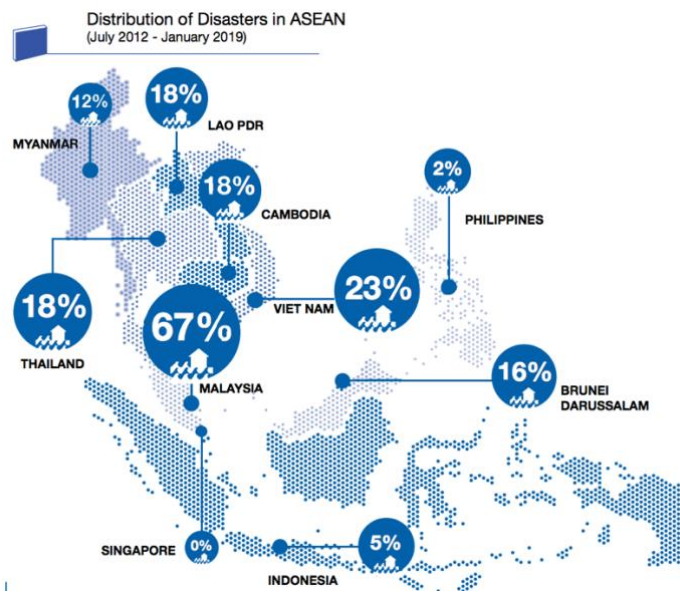 Distribution of Disasters in ASEAN
(July 2012 - January 2019)
12%
MYANMAR
18%
LAO PDR
18%
CAMBODIA
2%
PHILIPPINES
18%
THAILAND
67%
MALAYSIA
VIET NAM
23%
16%
BRUNEI
DARUSSALAM
SINGAPORE
0%
INDONESIA
5%